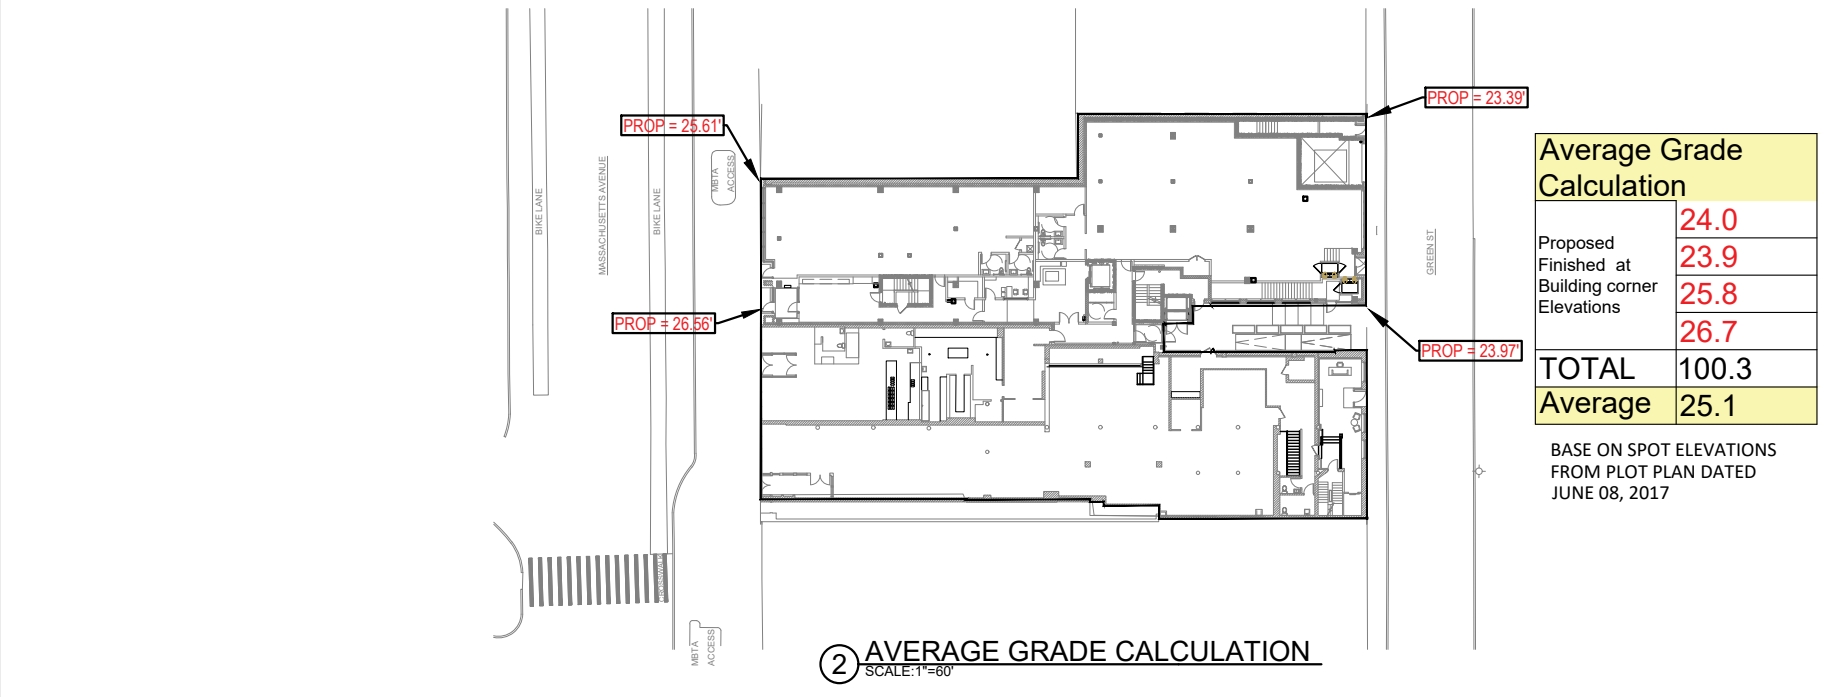 PROP = 23.39'
PROP = 25.61'
MBTA
ACCESS
BIKE LANE
MASSACHUSETTS AVENUE
BIKE LANE
GREEN ST
PROP = 26.56'
PROP = 23.97'
Average Grade
Calculation
Proposed
Finished at
Building corner
Elevations
24.0
23.9
25.8
26.7
TOTAL 100.3
Average 25.1
BASE ON SPOT ELEVATIONS
FROM PLOT PLAN DATED
JUNE 08, 2017
CROSSWALK
MBTA
ACCESS
2 AVERAGE GRADE CALCULATION
SCALE:1"=60'